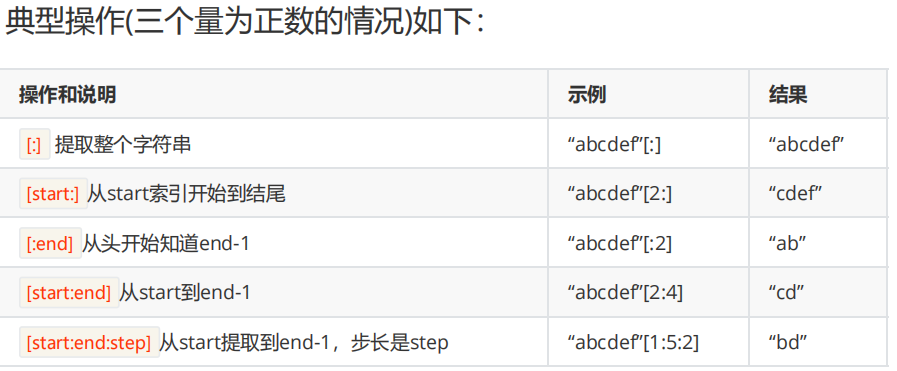 典型操作(三个量为正数的情况)如下：
操作和说明 示例 结果
[:] 提取整个字符串 “abcdef”[:] “abcdef”
[start:] 从start索引开始到结尾 “abcdef”[2:] “cdef”
[:end] 从头开始知道end-1 “abcdef”[:2] “ab”
[start:end] 从start到end-1 “abcdef”[2:4] “cd”
[start:end:step] 从start提取到end-1，步长是step “abcdef”[1:5:2] “bd”